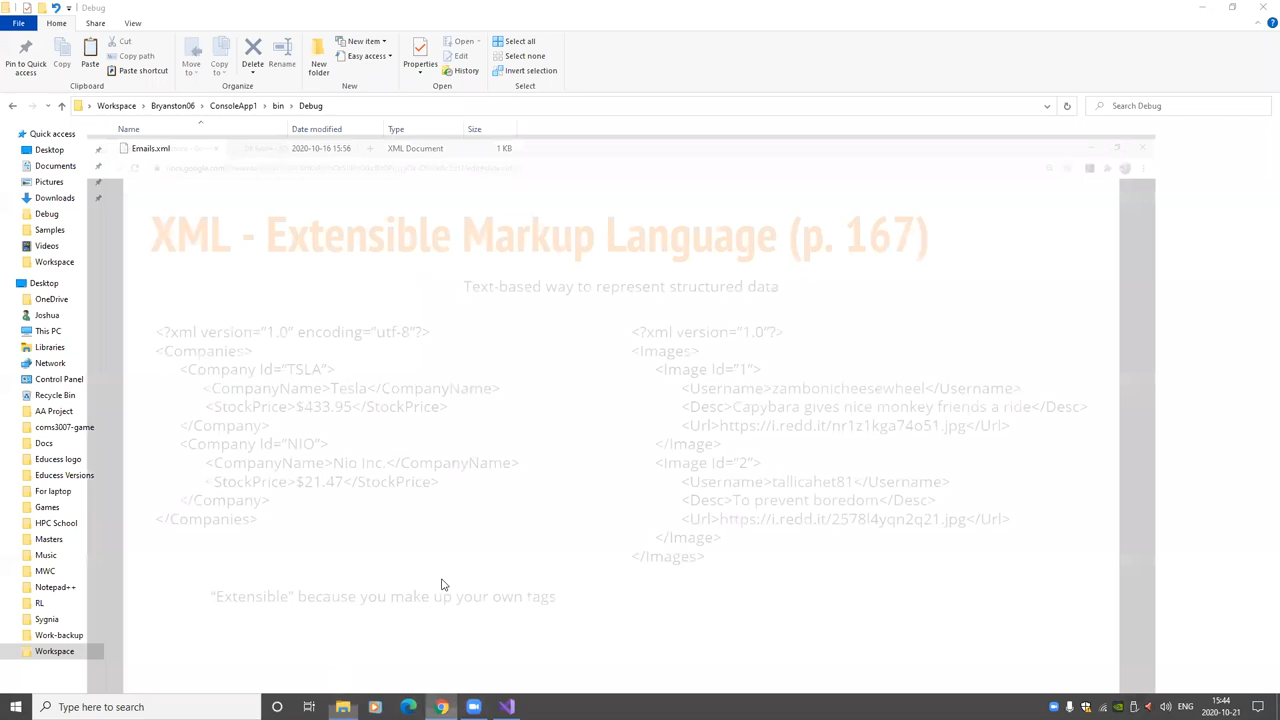 Debug
File
Home
Share
View
Pin to Quick access
Copy
Paste
Cut
Copy path
Paste shortcut
Clipboard
Move to
Copy to
Delete
Rename
Organize
New folder
New item
Easy access
New
Properties
Open
Edit
History
Open
Select all
Select none
Invert selection
Select
Workspace > Bryanston06 > ConsoleApp1 > bin > Debug
Search Debug
Name Date modified Type Size
Emails.xml 2020-10-16 15:56 XML Document 1 KB
Quick access
Desktop
Documents
Pictures
Downloads
Debug
Samples
Videos
Workspace
Desktop
OneDrive
Joshua
This PC
Libraries
Network
Control Panel
Recycle Bin
AA Project
coms3007-game
Docs
Educess logo
Educess Versions
For laptop
Games
HPC School
Masters
Music
MWC
Notepad++
RL
Sygnia
Work-backup
Workspace
XML - Extensible Markup Language (p. 167)
Text-based way to represent structured data
<?xml version="1.0" encoding="utf-8"?>
<Companies>
<Company Id="TSLA">
<CompanyName>Tesla</CompanyName>
<StockPrice>$433.95</StockPrice>
</Company>
<Company Id="NIO">
<CompanyName>Nio Inc.</CompanyName>
<StockPrice>$21.47</StockPrice>
</Company>
</Companies>
<?xml version="1.0"?>
<Images>
<Image Id="1">
<Username>zambonicheesewheel</Username>
<Desc>Capybara gives nice monkey friends a ride</Desc>
<Url>https://i.redd.it/nr1z1kga74o51.jpg</Url>
</Image>
<Image Id="2">
<Username>tallicahet81</Username>
<Desc>To prevent boredom</Desc>
<Url>https://i.redd.it/2578l4yqn2q21.jpg</Url>
</Image>
</Images>
"Extensible" because you make up your own tags
Type here to search
ENG
15:44
2020-10-21